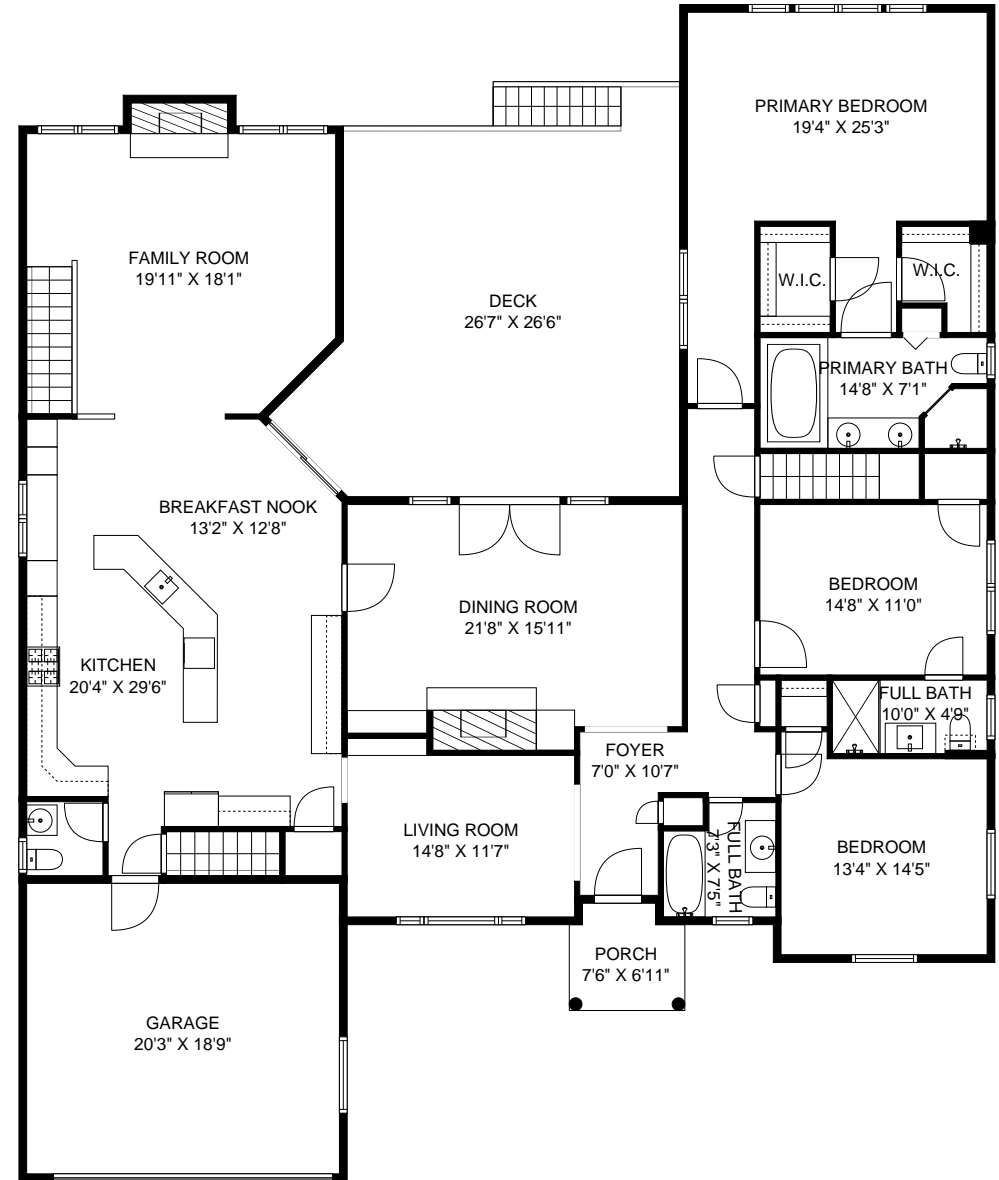 PRIMARY BEDROOM
19'4" X 25'3"
FAMILY ROOM
19'11" X 18'1"
DECK
26'7" X 26'6"
W.I.C.
W.I.C.
PRIMARY BATH
14'8" X 7'1"
BREAKFAST NOOK
13'2" X 12'8"
BEDROOM
14'8" X 11'0"
DINING ROOM
21'8" X 15'11"
KITCHEN
20'4" X 29'6"
FULL BATH
10'0" X 4'9"
FOYER
7'0" X 10'7"
LIVING ROOM
14'8" X 11'7"
FULL BATH
7'3" X 7'5"
BEDROOM
13'4" X 14'5"
PORCH
7'6" X 6'11"
GARAGE
20'3" X 18'9"